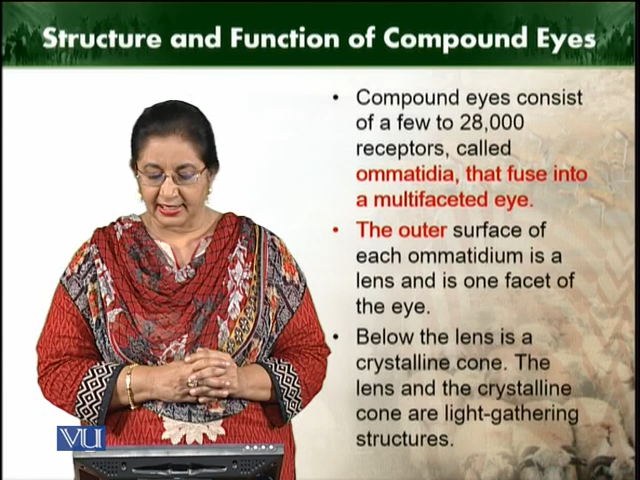 Structure and Function of Compound Eyes
• Compound eyes consist
of a few to 28,000
receptors, called
ommatidia, that fuse into
a multifaceted eye.
• The outer surface of
each ommatidium is a
lens and is one facet of
the eye.
• Below the lens is a
crystalline cone. The
lens and the crystalline
cone are light-gathering
structures.
VU